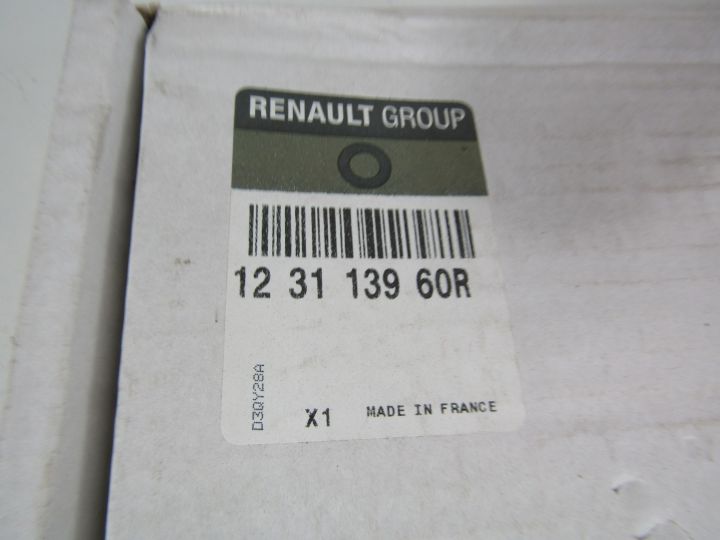 RENAULT GROUP
12 31 139 60R
D3QY28A
X1 MADE IN FRANCE